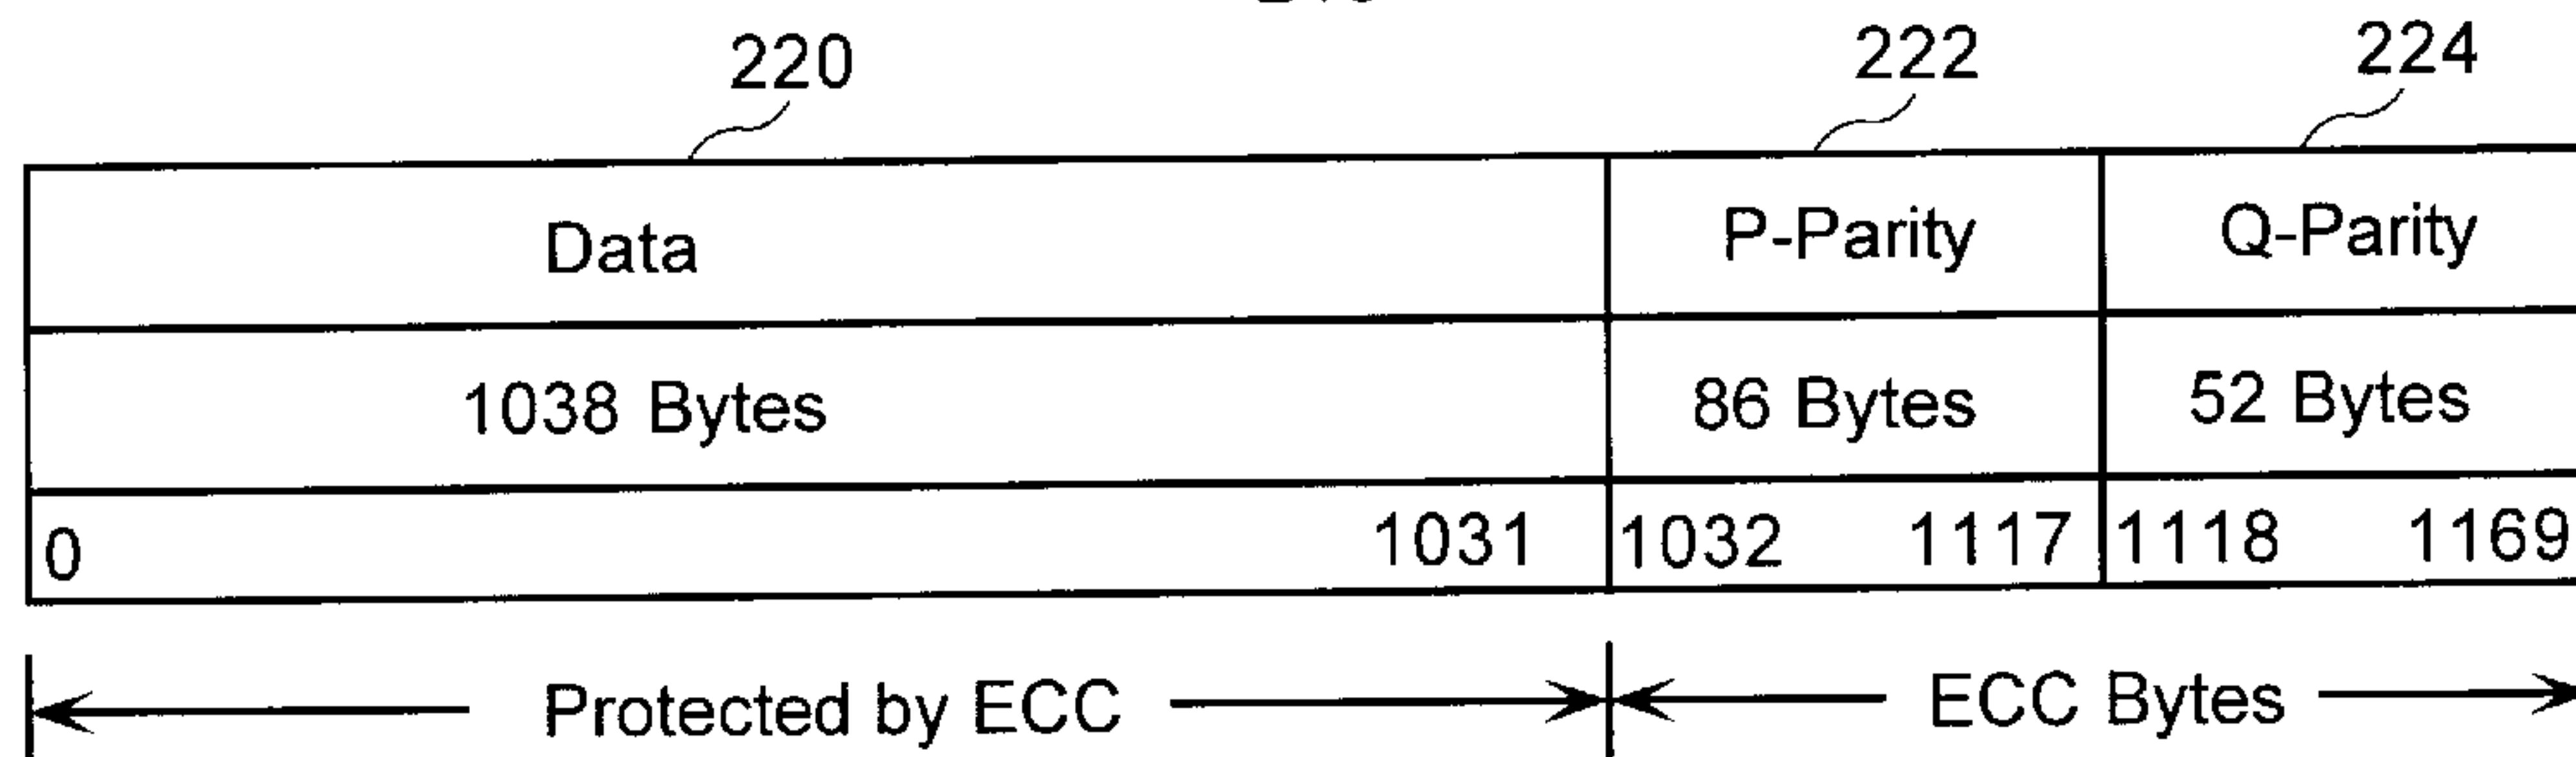 220 222 224
Data P-Parity Q-Parity
1038 Bytes 86 Bytes 52 Bytes
0 1031 1032 1117 1118 1169
Protected by ECC ECC Bytes